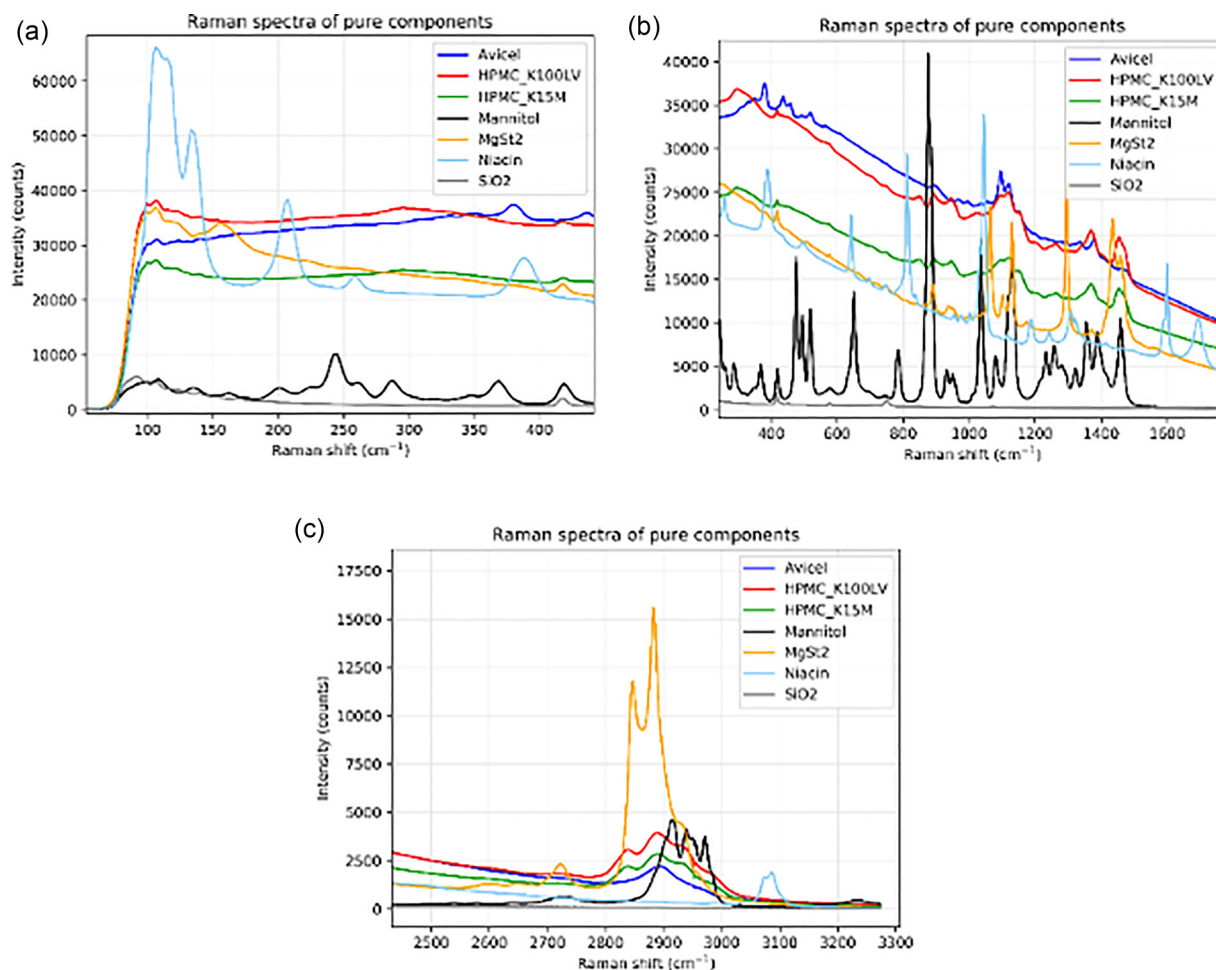 (a)
Raman spectra of pure components
Intensity (counts)
60000
50000
40000
30000
20000
10000
0
100
150
200
250
300
350
400
Raman shift (cm⁻¹)
Avicel
HPMC_K100LV
HPMC_K15M
Mannitol
MgSt2
Niacin
SiO2
(b)
Raman spectra of pure components
Intensity (counts)
40000
35000
30000
25000
20000
15000
10000
5000
0
400
600
800
1000
1200
1400
1600
Raman shift (cm⁻¹)
Avicel
HPMC_K100LV
HPMC_K15M
Mannitol
MgSt2
Niacin
SiO2
(c)
Raman spectra of pure components
Intensity (counts)
17500
15000
12500
10000
7500
5000
2500
0
2500
2600
2700
2800
2900
3000
3100
3200
3300
Raman shift (cm⁻¹)
Avicel
HPMC_K100LV
HPMC_K15M
Mannitol
MgSt2
Niacin
SiO2